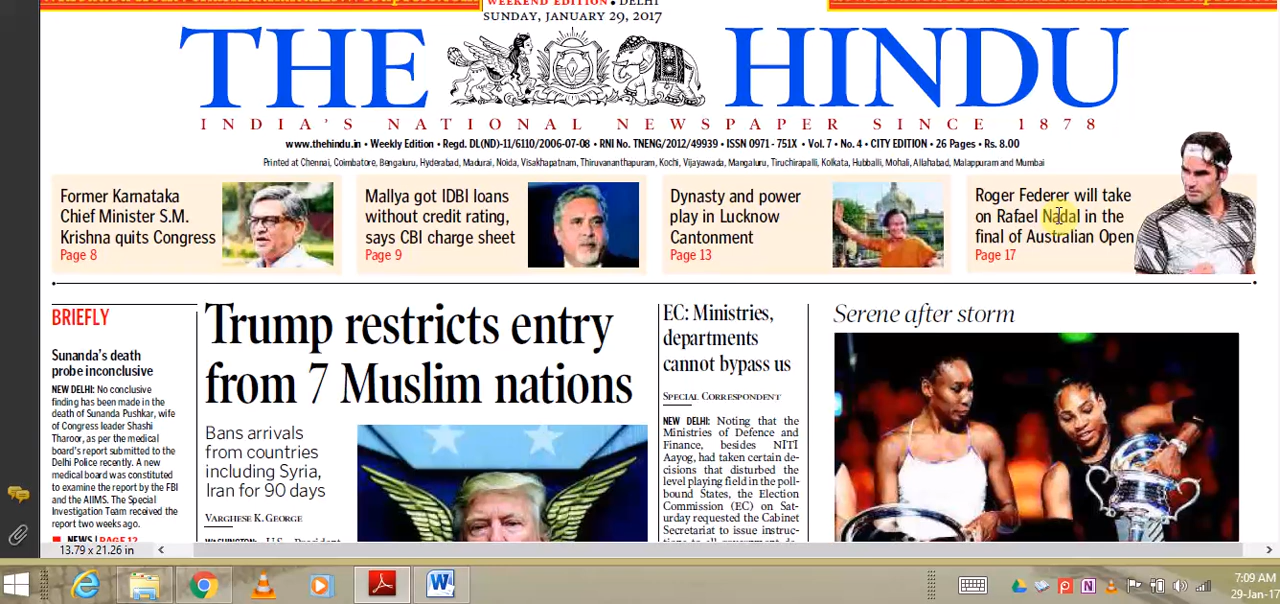 WEEKEND EDITION • DELHI
SUNDAY, JANUARY 29, 2017
THE HINDU
INDIA'S NATIONAL NEWSPAPER SINCE 1878
www.thehindu.in • Weekly Edition • Regd. DL(ND)-11/6110/2006-07-08 • RNI No. TNENG/2012/49939 • ISSN 0971 - 751X • Vol. 7 • No. 4 • CITY EDITION • 26 Pages • Rs. 8.00
Printed at Chennai, Coimbatore, Bengaluru, Hyderabad, Madurai, Noida, Visakhapatnam, Thiruvananthapuram, Kochi, Vijayawada, Mangaluru, Tiruchirapalli, Kolkata, Hubballi, Mohali, Allahabad, Malappuram and Mumbai
Former Karnataka
Chief Minister S.M.
Krishna quits Congress
Page 8
Mallya got IDBI loans
without credit rating,
says CBI charge sheet
Page 9
Dynasty and power
play in Lucknow
Cantonment
Page 13
Roger Federer will take
on Rafael Nadal in the
final of Australian Open
Page 17
BRIEFLY
Sunanda's death
probe inconclusive
NEW DELHI: No conclusive
finding has been made in the
death of Sunanda Pushkar, wife
of Congress leader Shashi
Tharoor, as per the medical
board's report submitted to the
Delhi Police recently. A new
medical board was constituted
to examine the report by the FBI
and the AIIMS. The Special
Investigation Team received the
report two weeks ago.
NEWS | PAGE 12
Trump restricts entry
from 7 Muslim nations
Bans arrivals
from countries
including Syria,
Iran for 90 days
VARGHESE K. GEORGE
WASHINGTON: U.S. President
EC: Ministries,
departments
cannot bypass us
SPECIAL CORRESPONDENT
NEW DELHI: Noting that the
Ministries of Defence and
Finance, besides NITI
Aayog, had taken certain de-
cisions that disturbed the
level playing field in the poll-
bound States, the Election
Commission (EC) on Sat-
urday requested the Cabinet
Secretariat to issue instruc-
tions to all government de-
Serene after storm
13.79 x 21.26 in
7:09 AM
29-Jan-17